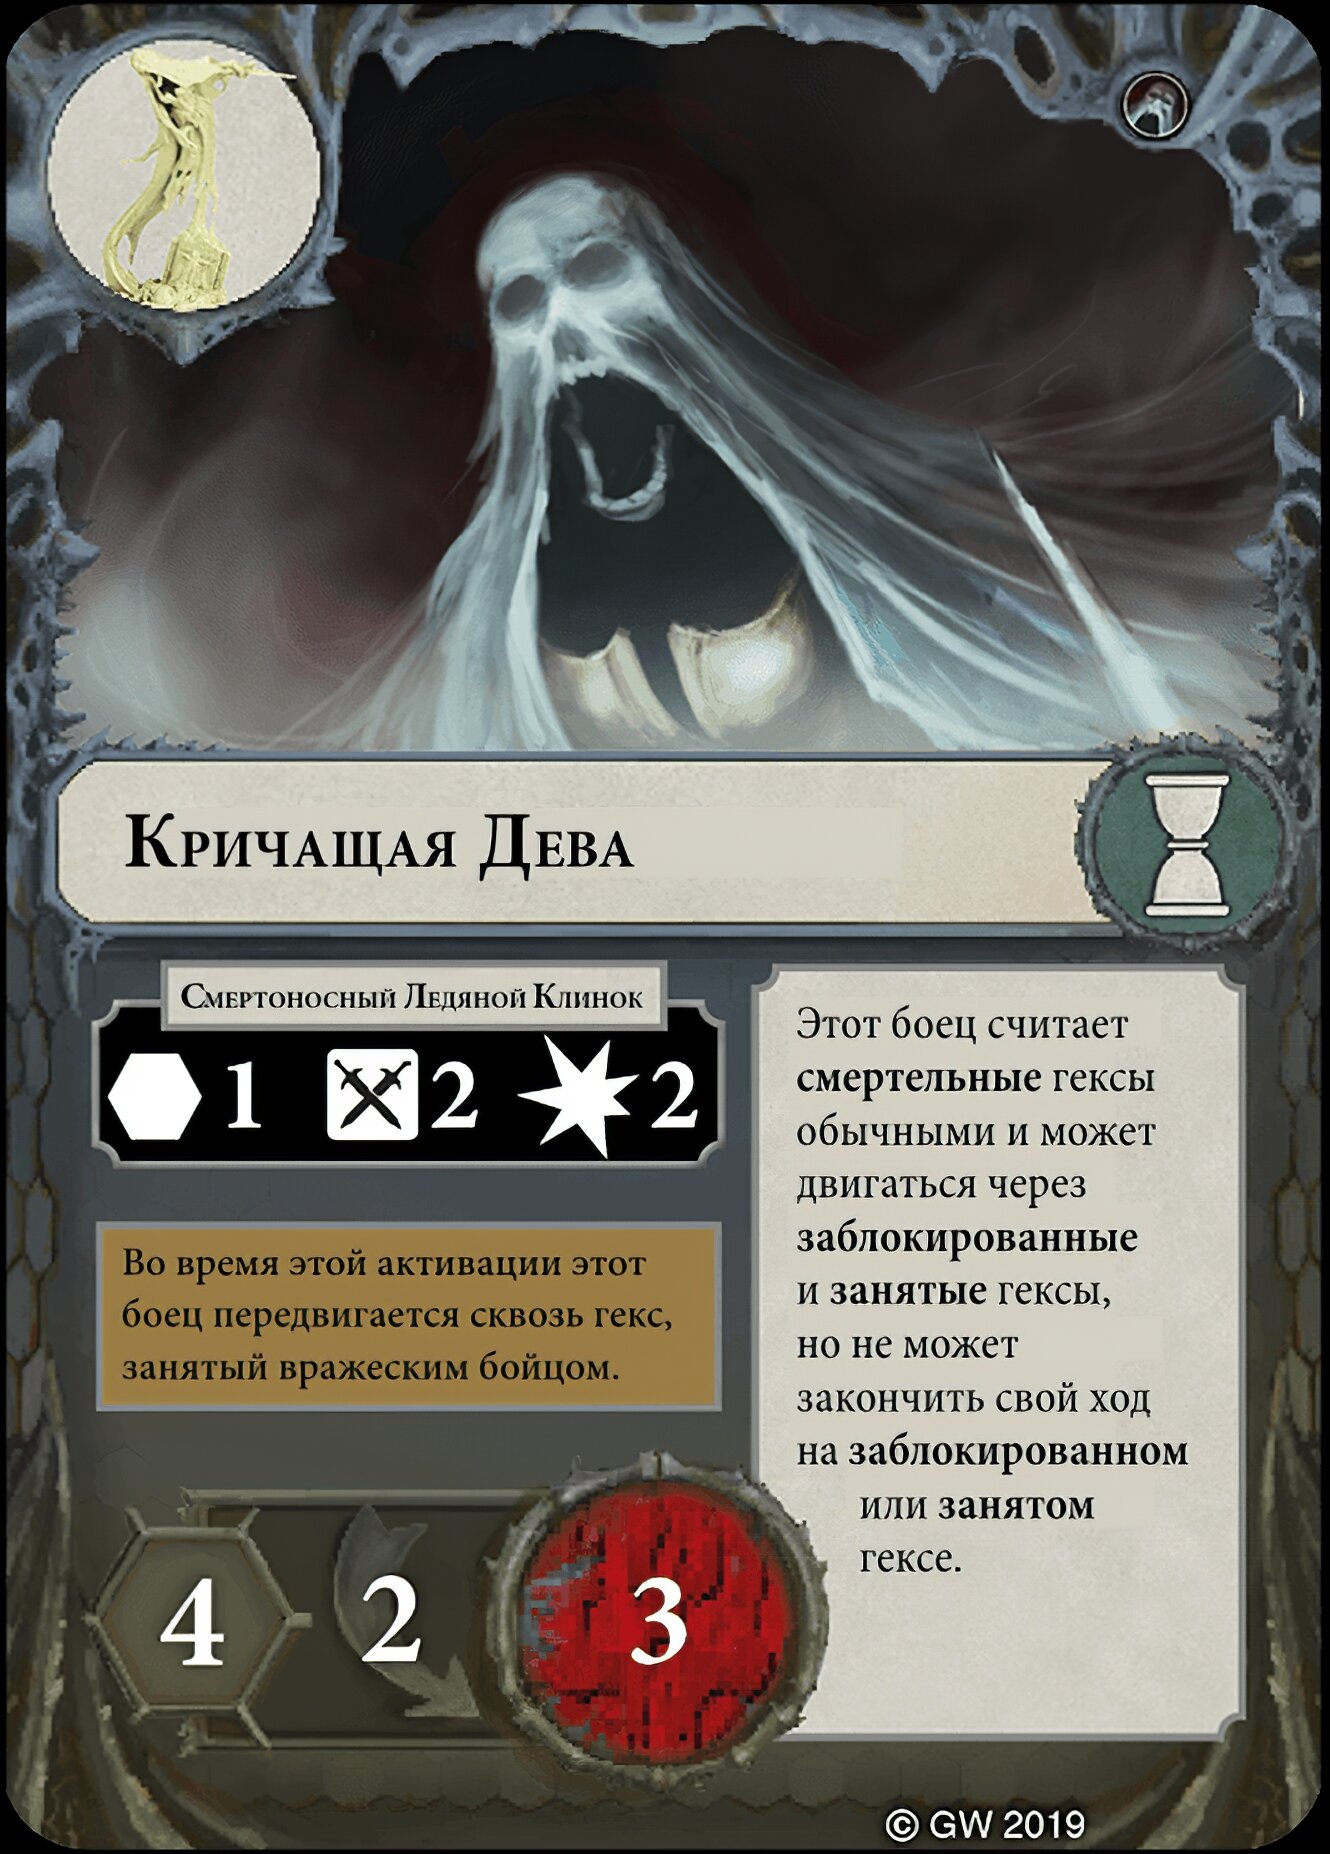 Кричащая Дева
Смертоносный Ледяной Клинок
1 2 2
Во время этой активации этот
боец передвигается сквозь гекс,
занятый вражеским бойцом.
4 2 3
Этот боец считает
смертельные гексы
обычными и может
двигаться через
заблокированные
и занятые гексы,
но не может
закончить свой ход
на заблокированном
или занятом
гексе.
© GW 2019